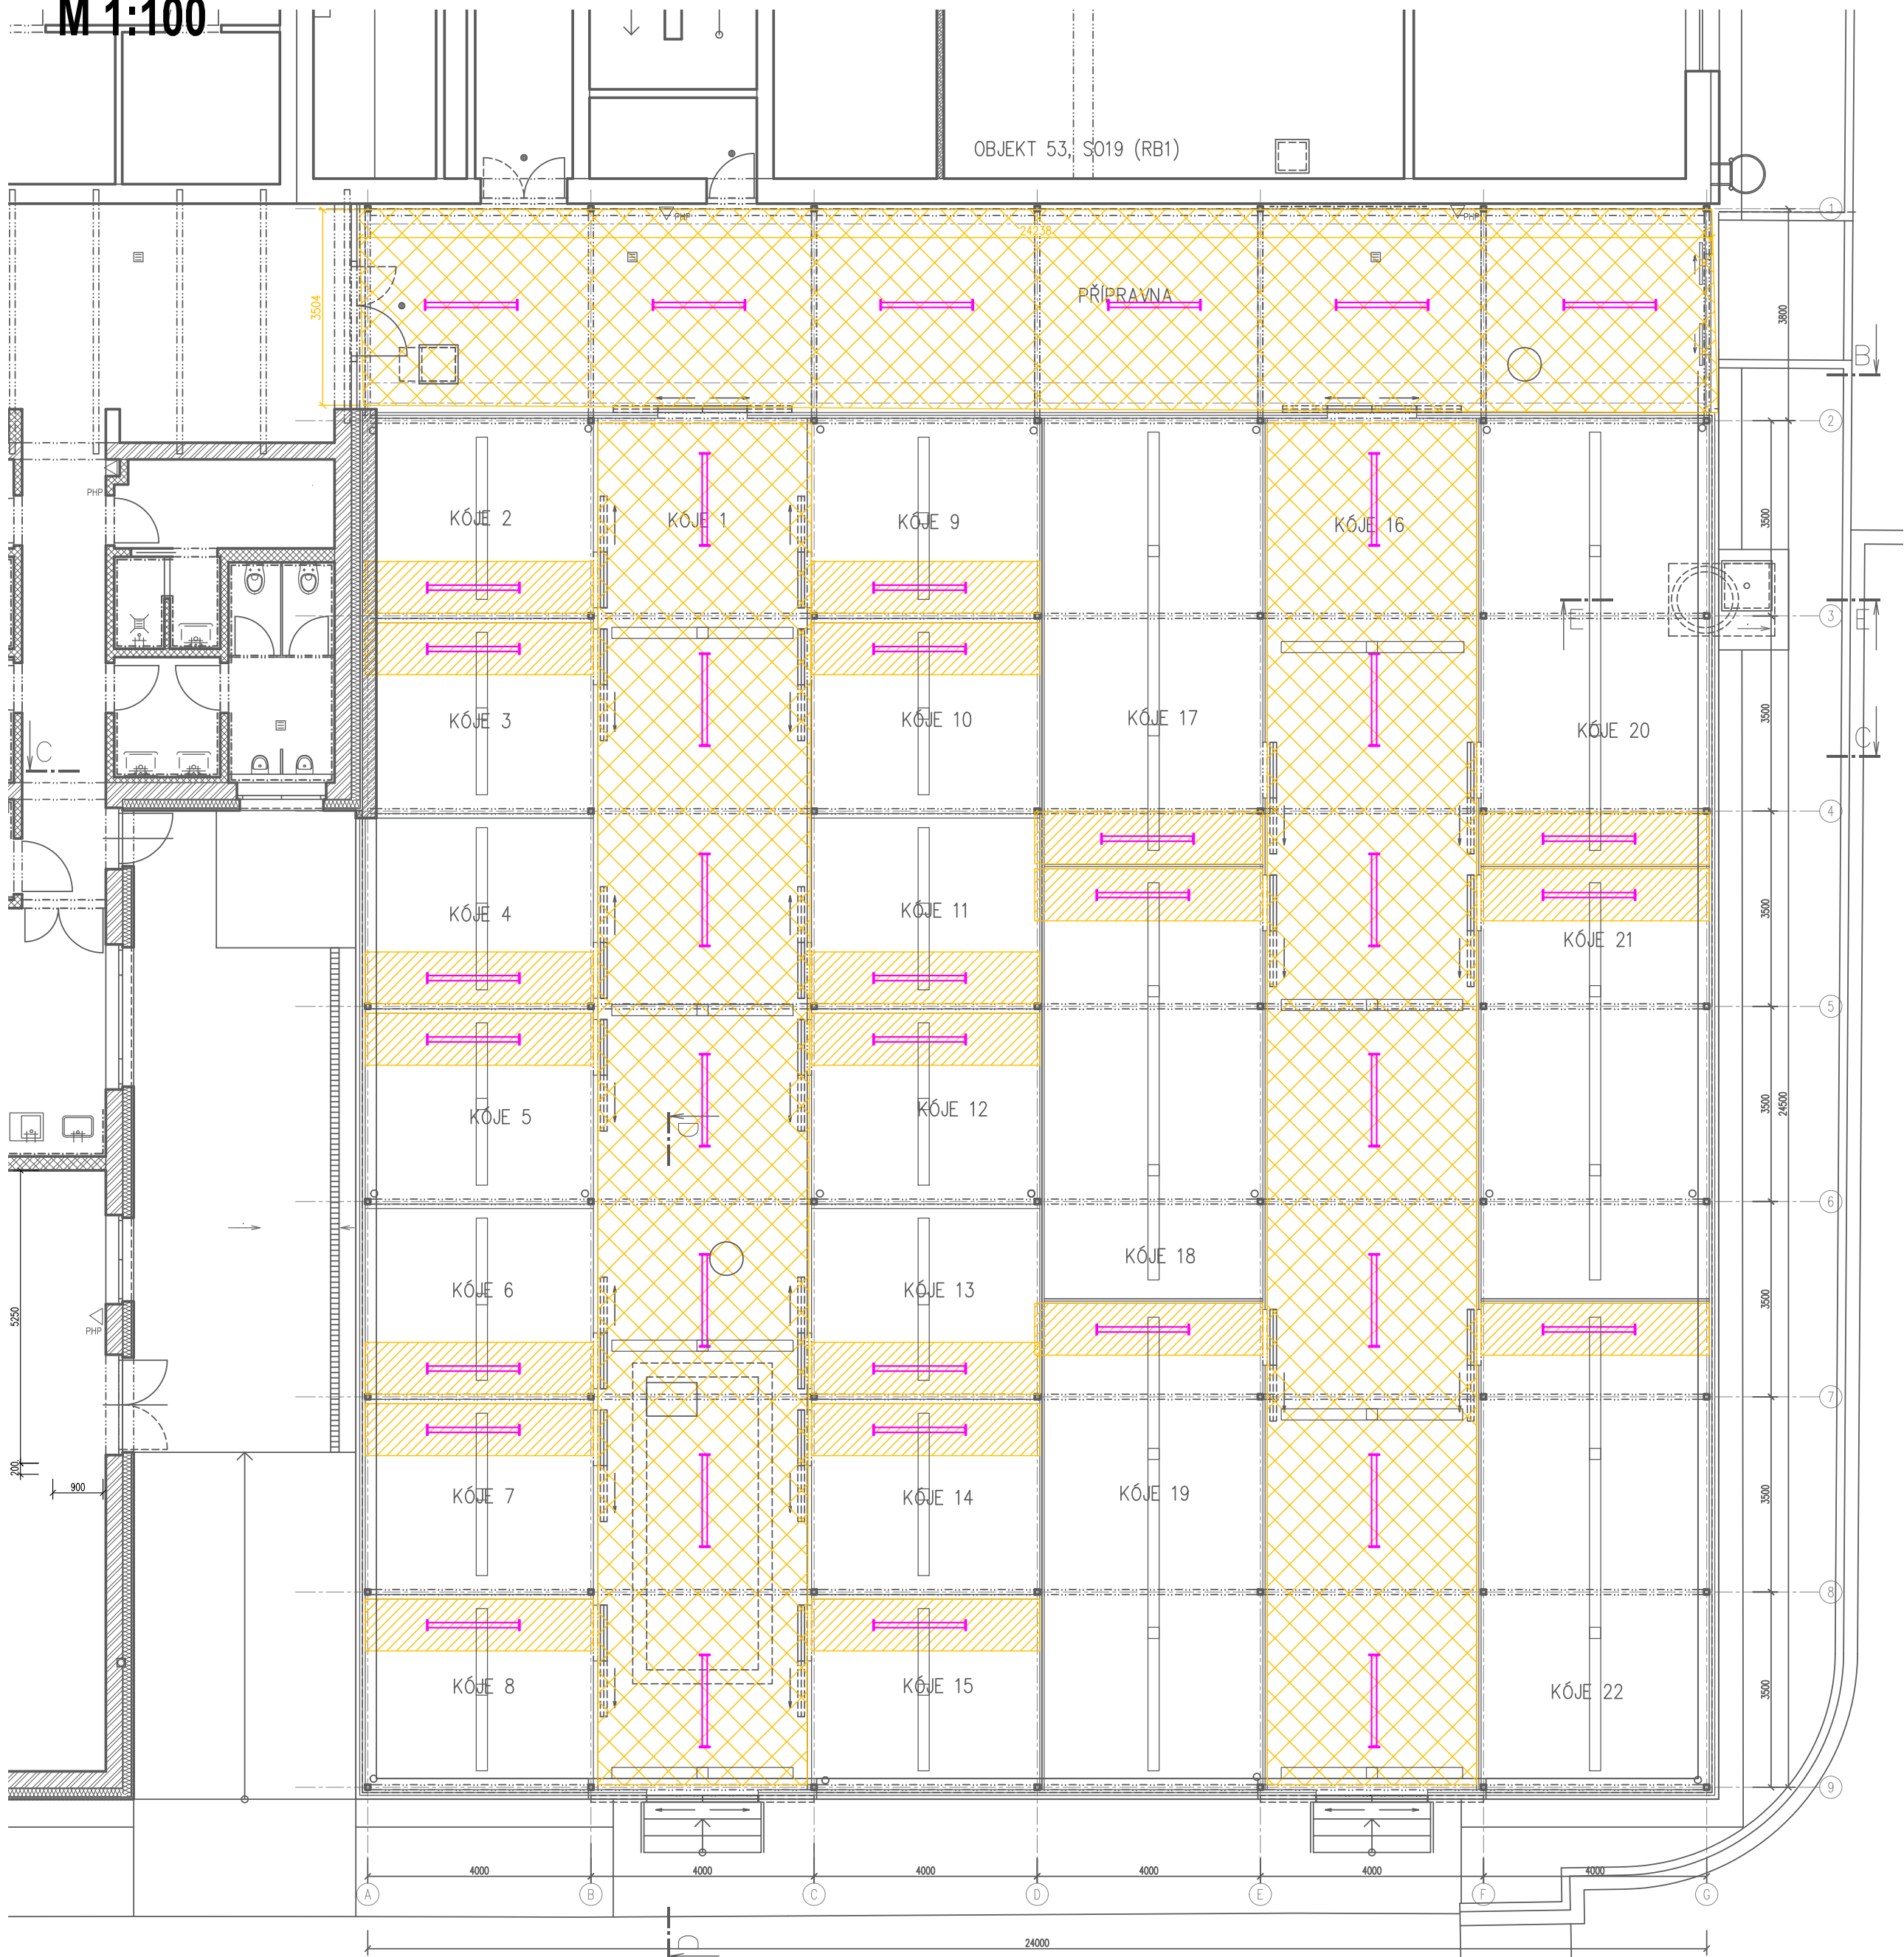 M 1:100
OBJEKT 53, SO19 (RB1)
PHP
PHP
1
24238
3504
PŘÍPRAVNA
3800
B
2
PHP
KÓJE 2
KÓJE 1
KÓJE 9
KÓJE 16
3500
E
E
3
KÓJE 3
KÓJE 10
KÓJE 17
KÓJE 20
3500
C
C
4
KÓJE 4
KÓJE 11
KÓJE 21
3500
5
KÓJE 5
D
KÓJE 12
3500
24500
6
KÓJE 18
5250
PHP
KÓJE 6
KÓJE 13
3500
7
200
900
KÓJE 7
KÓJE 14
KÓJE 19
3500
8
KÓJE 8
KÓJE 15
KÓJE 22
3500
9
4000
4000
4000
4000
4000
4000
A
B
C
D
E
F
G
D
24000